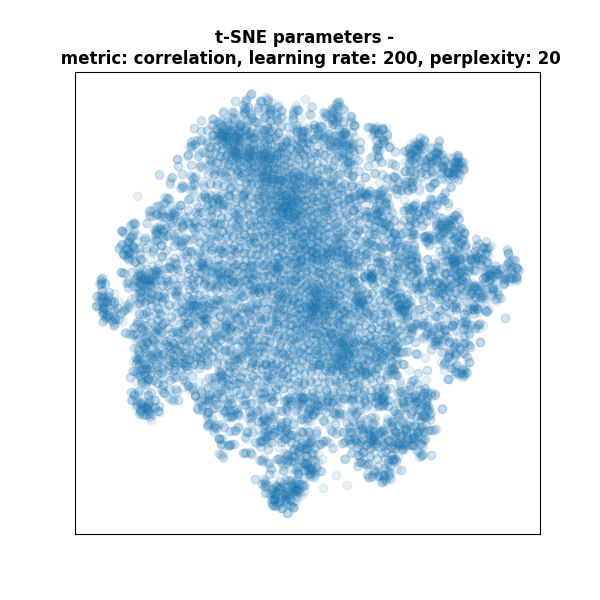 t-SNE parameters -
metric: correlation, learning rate: 200, perplexity: 20